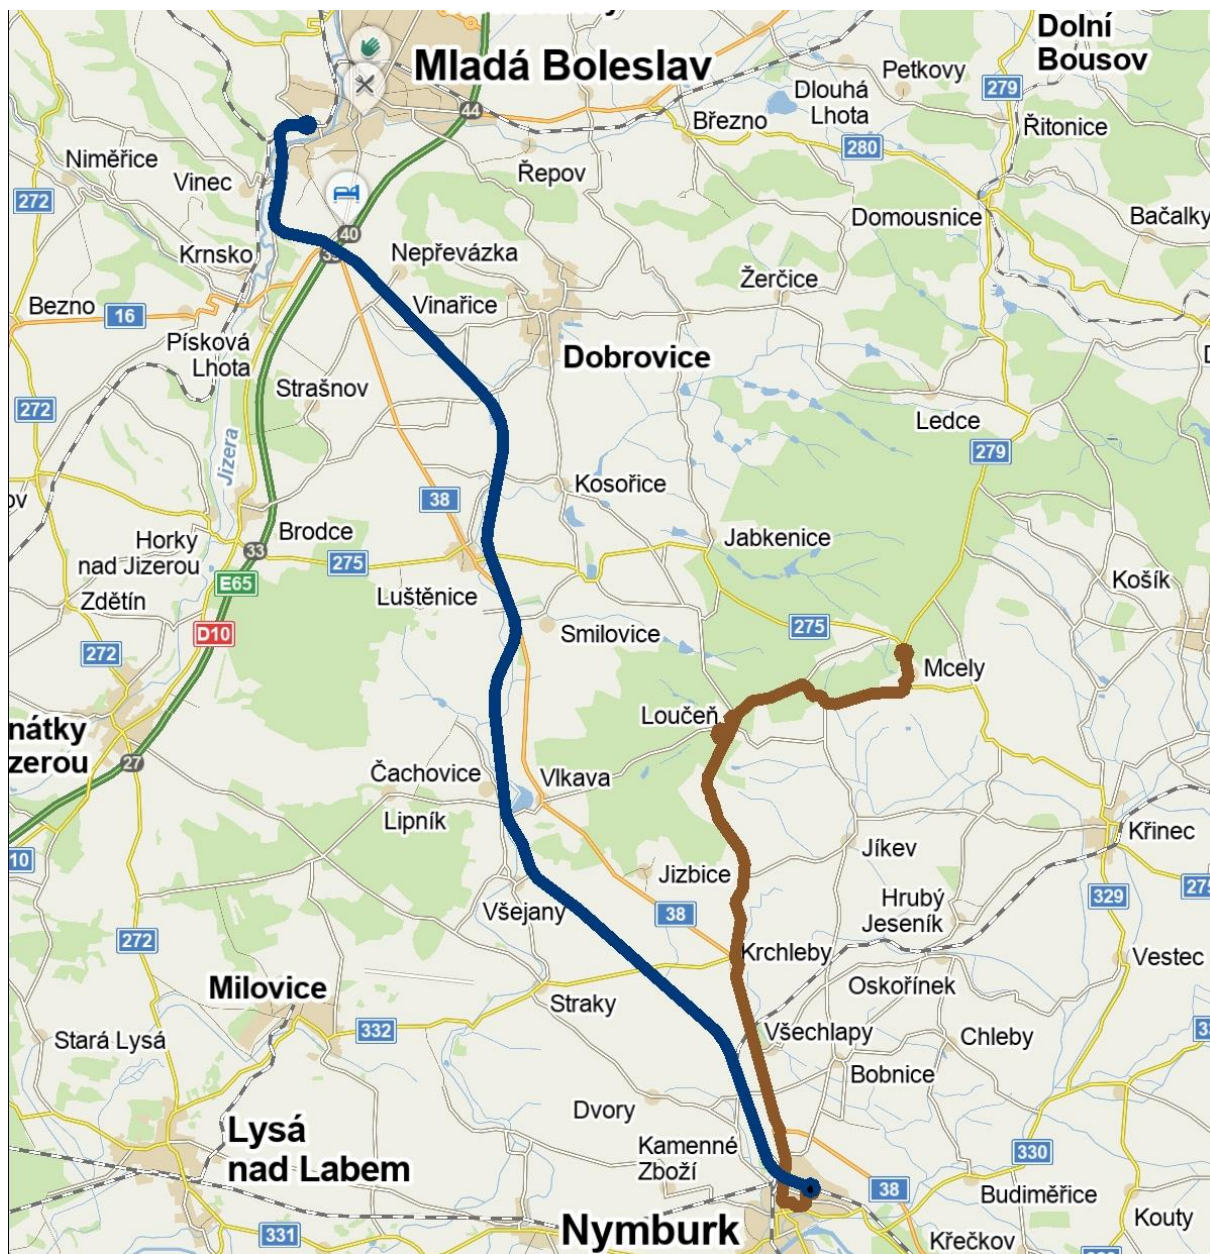 Mladá Boleslav
Dolní
Bousov
Petkovy
Dlouhá
Lhota
279
44
Březno
Řitonice
280
Niměřice
Vinec
Řepov
272
Domousnice
Bačalky
40
Krnsko
Nepřevázka
Žerčice
Bezno
16
Vinařice
Písková
Lhota
Dobrovice
Strašnov
272
Ledce
Jizera
279
38
Kosořice
ov
Brodce
Jabkenice
Horky
nad Jizerou
33
275
E65
Košík
Zdětín
Luštěnice
Smilovice
275
D10
272
Mcely
Loučeň
nátky
zerou
27
Čachovice
Vlkava
Lipník
Křinec
10
Jíkev
Jizbice
275
329
Hrubý
Jeseník
Všejany
38
272
Krchleby
Vestec
Oskořínek
Milovice
Straky
332
Všechlapy
Chleby
33
Stará Lysá
Bobnice
Dvory
Lysá
nad Labem
Kamenné
Zboží
330
38
Budiměřice
Kouty
Nymburk
331
Křečkov